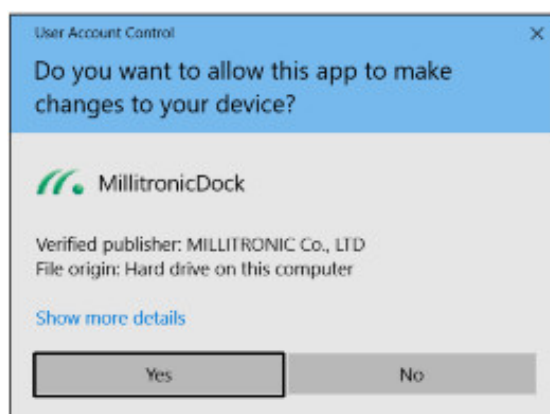 User Account Control
Do you want to allow this app to make
changes to your device?
MillitronicDock
Verified publisher: MILLITRONIC Co., LTD
File origin: Hard drive on this computer
Show more details
Yes
No